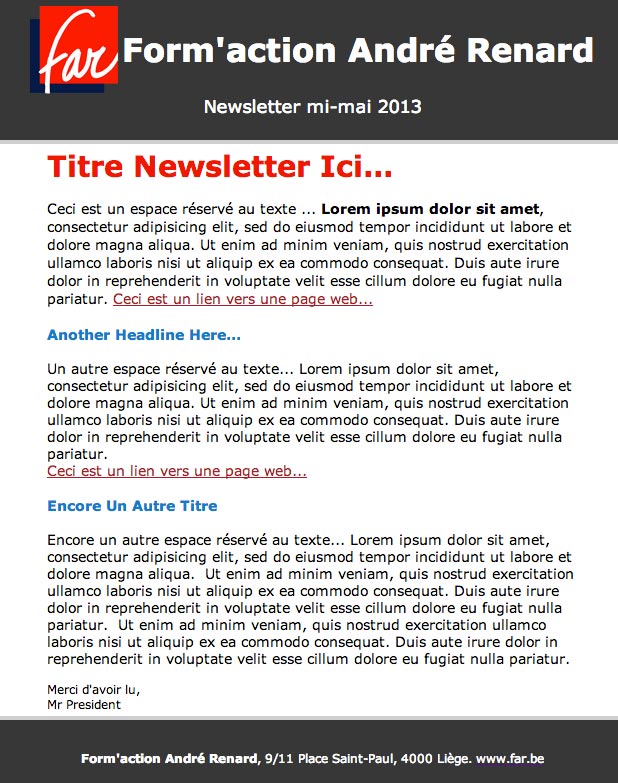 far
Form'action André Renard
Newsletter mi-mai 2013
Titre Newsletter Ici...
Ceci est un espace réservé au texte ... Lorem ipsum dolor sit amet,
consectetur adipisicing elit, sed do eiusmod tempor incididunt ut labore et
dolore magna aliqua. Ut enim ad minim veniam, quis nostrud exercitation
ullamco laboris nisi ut aliquip ex ea commodo consequat. Duis aute irure
dolor in reprehenderit in voluptate velit esse cillum dolore eu fugiat nulla
pariatur. Ceci est un lien vers une page web...
Another Headline Here...
Un autre espace réservé au texte... Lorem ipsum dolor sit amet,
consectetur adipisicing elit, sed do eiusmod tempor incididunt ut labore et
dolore magna aliqua. Ut enim ad minim veniam, quis nostrud exercitation
ullamco laboris nisi ut aliquip ex ea commodo consequat. Duis aute irure
dolor in reprehenderit in voluptate velit esse cillum dolore eu fugiat nulla
pariatur.
Ceci est un lien vers une page web...
Encore Un Autre Titre
Encore un autre espace réservé au texte... Lorem ipsum dolor sit amet,
consectetur adipisicing elit, sed do eiusmod tempor incididunt ut labore et
dolore magna aliqua.  Ut enim ad minim veniam, quis nostrud exercitation
ullamco laboris nisi ut aliquip ex ea commodo consequat. Duis aute irure
dolor in reprehenderit in voluptate velit esse cillum dolore eu fugiat nulla
pariatur.  Ut enim ad minim veniam, quis nostrud exercitation ullamco
laboris nisi ut aliquip ex ea commodo consequat. Duis aute irure dolor in
reprehenderit in voluptate velit esse cillum dolore eu fugiat nulla pariatur.
Merci d'avoir lu,
Mr President
Form'action André Renard, 9/11 Place Saint-Paul, 4000 Liège. www.far.be